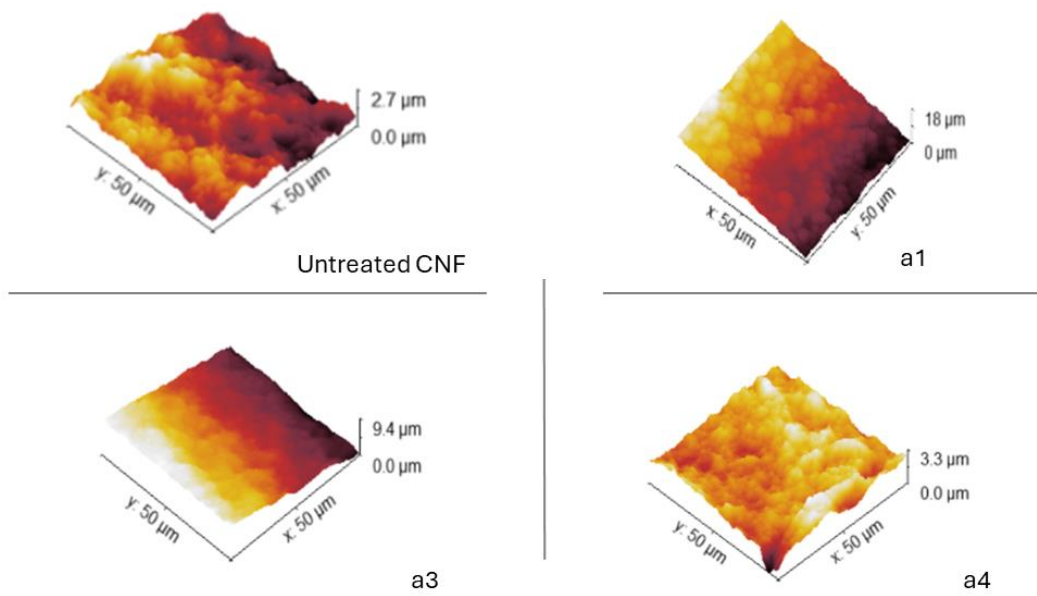 2.7 µm
0.0 µm
y: 50 µm
x: 50 µm
Untreated CNF
18 µm
0 µm
x: 50 µm
y: 50 µm
a1
9.4 µm
0.0 µm
y: 50 µm
x: 50 µm
a3
3.3 µm
0.0 µm
y: 50 µm
x: 50 µm
a4